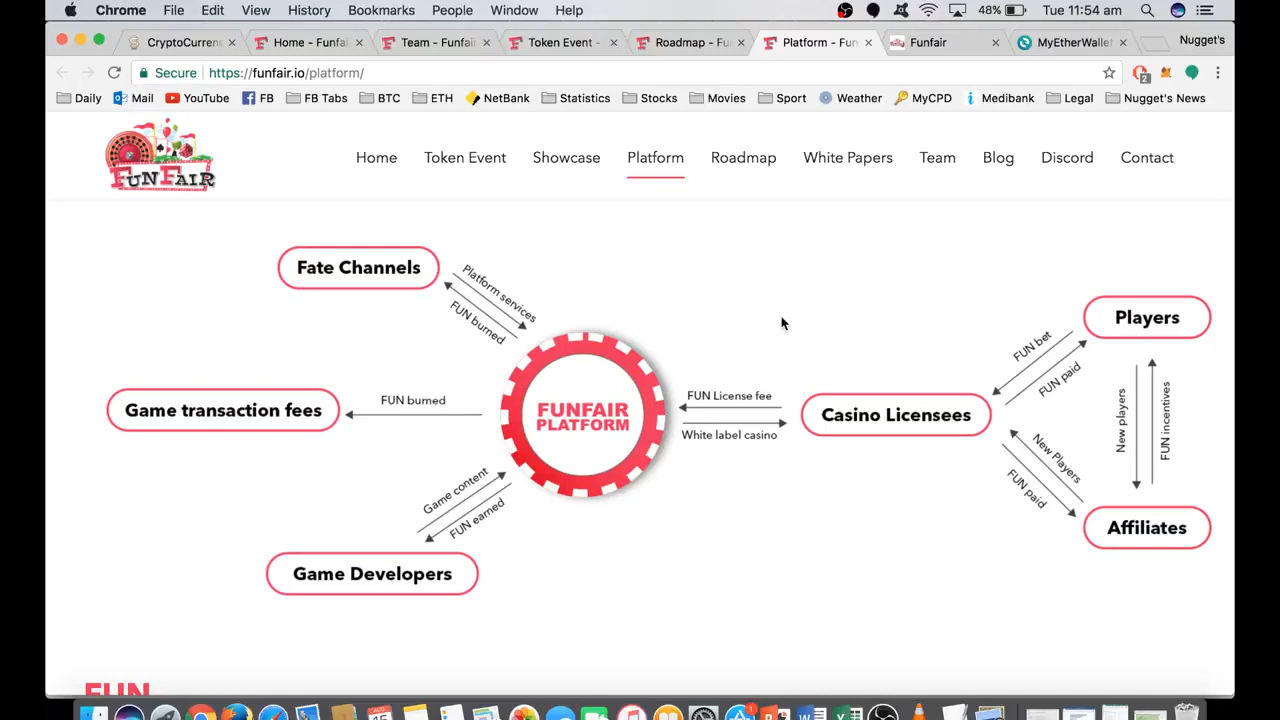 Chrome File Edit View History Bookmarks People Window Help 48% Tue 11:54 am
CryptoCurrenc Home - Funfai Team - Funfair Token Event - Roadmap - Fun Platform - Fun Funfair MyEtherWallet Nugget's
Secure https://funfair.io/platform/ 2
Daily Mail YouTube FB FB Tabs BTC ETH NetBank Statistics Stocks Movies Sport Weather MyCPD Medibank Legal Nugget's News
FUNFAIR
Home Token Event Showcase Platform Roadmap White Papers Team Blog Discord Contact
Fate Channels
Platform services
FUN burned
Game transaction fees
FUN burned
FUNFAIR
PLATFORM
Game content
FUN earned
Game Developers
FUN License fee
White label casino
Casino Licensees
FUN bet
FUN paid
Players
New players
FUN incentives
New Players
FUN paid
Affiliates
FUN